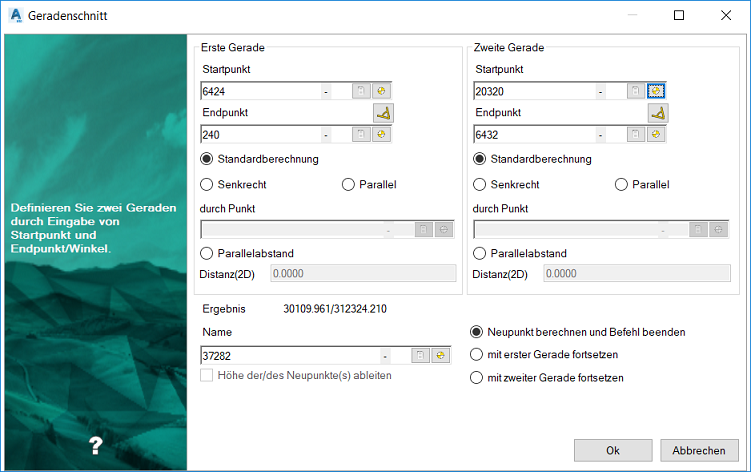 Geradenschnitt
Definieren Sie zwei Geraden
durch Eingabe von
Startpunkt und
Endpunkt/Winkel.
?
Erste Gerade
Startpunkt
6424 -
Endpunkt
240 -
Standardberechnung
Senkrecht Parallel
durch Punkt
-
Parallelabstand
Distanz(2D) 0.0000
Zweite Gerade
Startpunkt
20320 -
Endpunkt
6432 -
Standardberechnung
Senkrecht Parallel
durch Punkt
-
Parallelabstand
Distanz(2D) 0.0000
Ergebnis 30109.961/312324.210
Name
37282 -
Höhe der/des Neupunkte(s) ableiten
Neupunkt berechnen und Befehl beenden
mit erster Gerade fortsetzen
mit zweiter Gerade fortsetzen
Ok Abbrechen